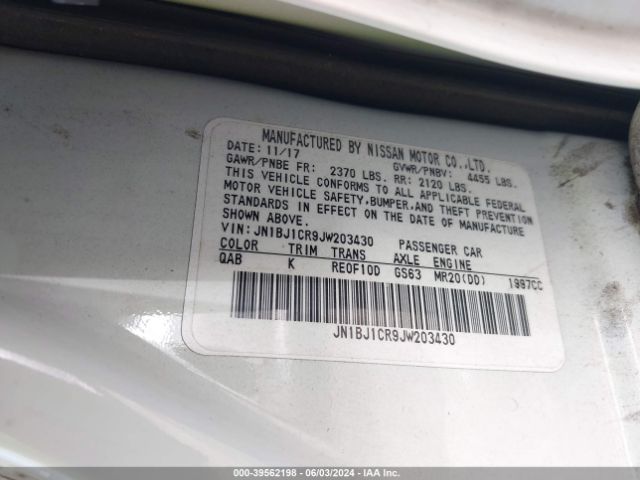 MANUFACTURED BY NISSAN MOTOR CO.,LTD.
DATE: 11/17 GVWR/PNBV: 4455 LBS.
GAWR/PNBE FR: 2370 LBS. RR: 2120 LBS.
THIS VEHICLE CONFORMS TO ALL APPLICABLE FEDERAL
MOTOR VEHICLE SAFETY,BUMPER,AND THEFT PREVENTION
STANDARDS IN EFFECT ON THE DATE OF MANUFACTURE
SHOWN ABOVE.
VIN: JN1BJ1CR9JW203430 PASSENGER CAR
COLOR TRIM TRANS AXLE ENGINE
QAB K RE0F10D GS63 MR20(DD) 1997CC
JN1BJ1CR9JW203430
000-39562198 - 06/03/2024 - IAA Inc.